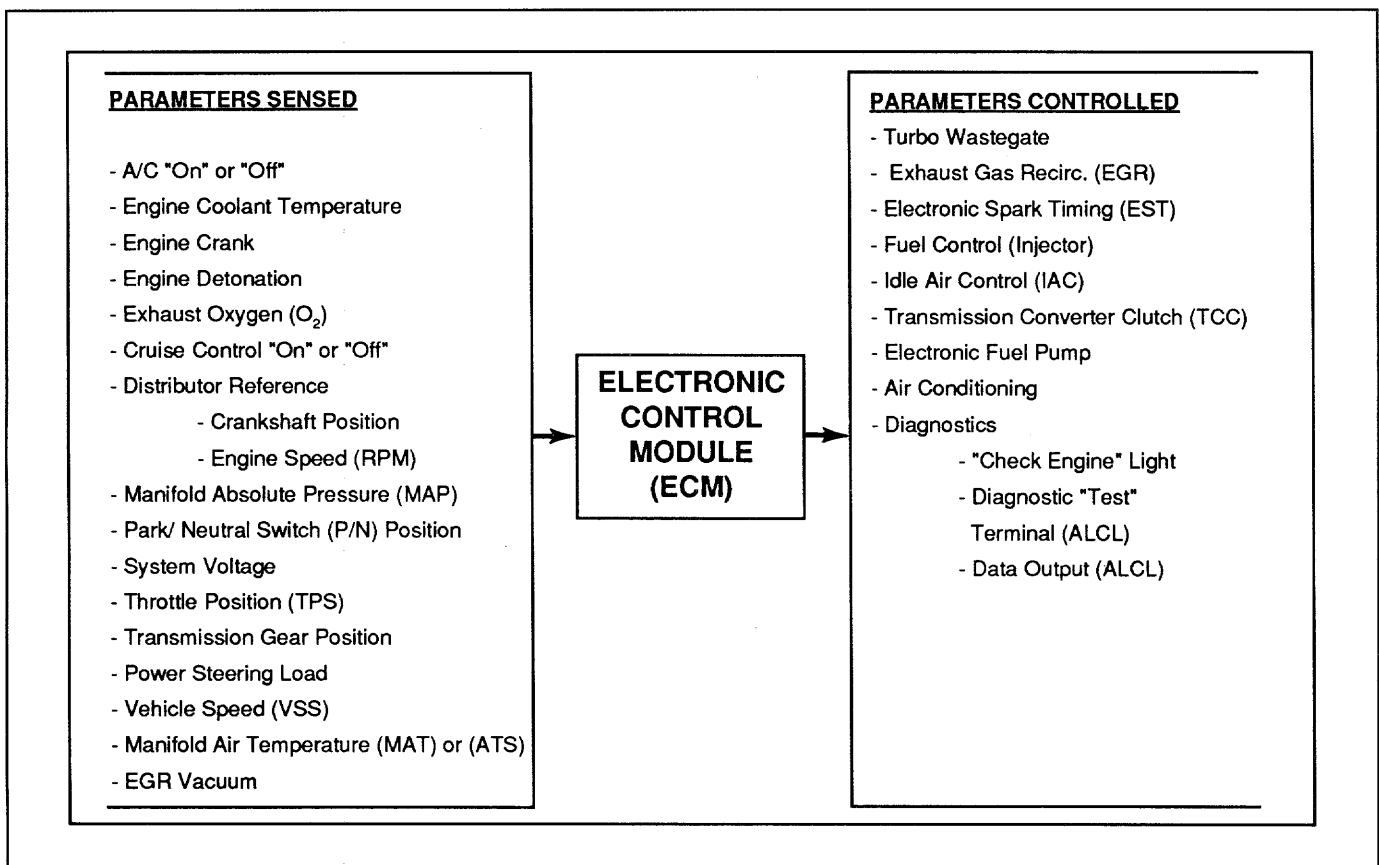 PARAMETERS SENSED
- A/C "On" or "Off"
- Engine Coolant Temperature
- Engine Crank
- Engine Detonation
- Exhaust Oxygen (O₂)
- Cruise Control "On" or "Off"
- Distributor Reference
- Crankshaft Position
- Engine Speed (RPM)
- Manifold Absolute Pressure (MAP)
- Park/ Neutral Switch (P/N) Position
- System Voltage
- Throttle Position (TPS)
- Transmission Gear Position
- Power Steering Load
- Vehicle Speed (VSS)
- Manifold Air Temperature (MAT) or (ATS)
- EGR Vacuum
ELECTRONIC
CONTROL
MODULE
(ECM)
PARAMETERS CONTROLLED
- Turbo Wastegate
- Exhaust Gas Recirc. (EGR)
- Electronic Spark Timing (EST)
- Fuel Control (Injector)
- Idle Air Control (IAC)
- Transmission Converter Clutch (TCC)
- Electronic Fuel Pump
- Air Conditioning
- Diagnostics
- "Check Engine" Light
- Diagnostic "Test"
Terminal (ALCL)
- Data Output (ALCL)